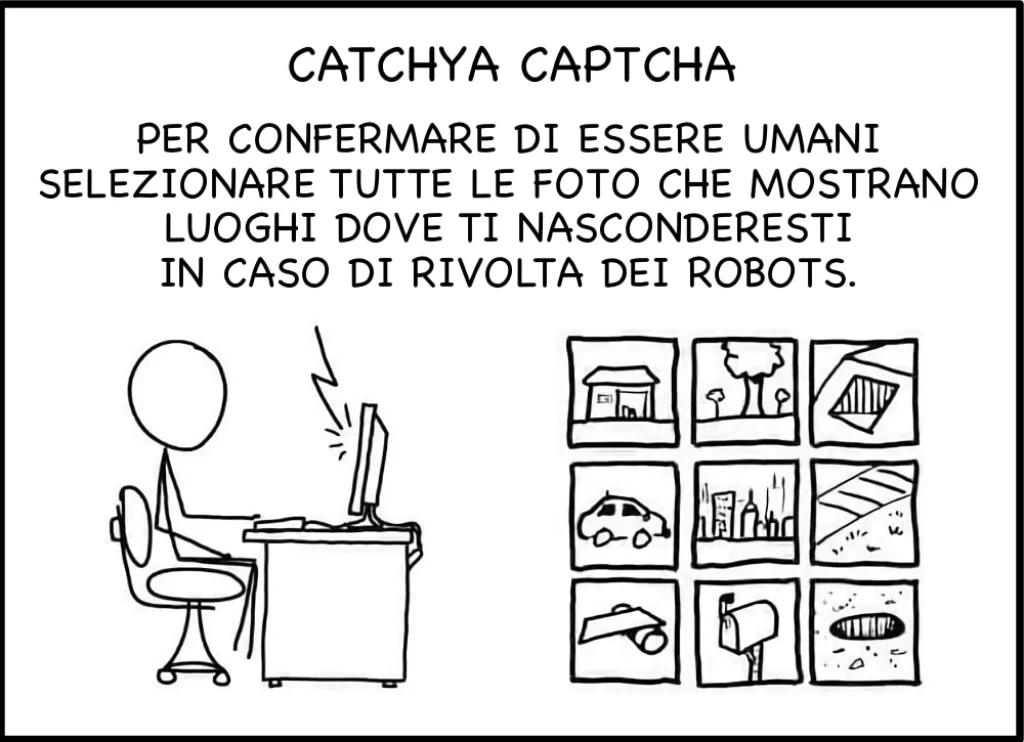 CATCHYA CAPTCHA
PER CONFERMARE DI ESSERE UMANI
SELEZIONARE TUTTE LE FOTO CHE MOSTRANO
LUOGHI DOVE TI NASCONDERESTI
IN CASO DI RIVOLTA DEI ROBOTS.